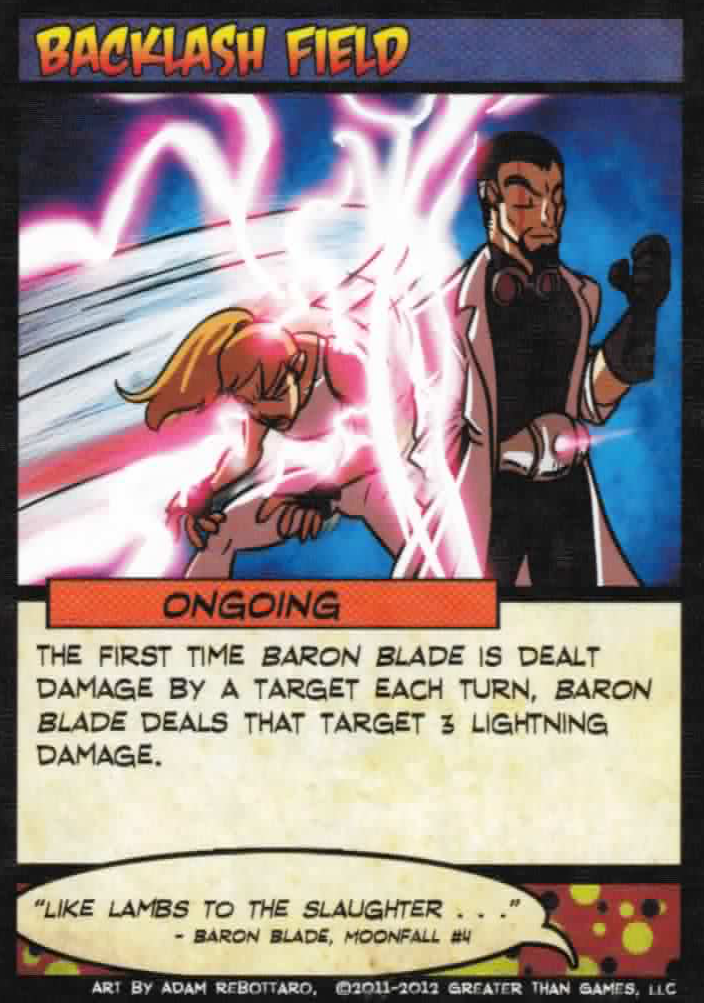 BACKLASH FIELD
ONGOING
THE FIRST TIME BARON BLADE IS DEALT
DAMAGE BY A TARGET EACH TURN, BARON
BLADE DEALS THAT TARGET 3 LIGHTNING
DAMAGE.
"LIKE LAMBS TO THE SLAUGHTER . . ."
- BARON BLADE, MOONFALL #4
ART BY ADAM REBOTTARO. ©2011-2012 GREATER THAN GAMES, LLC